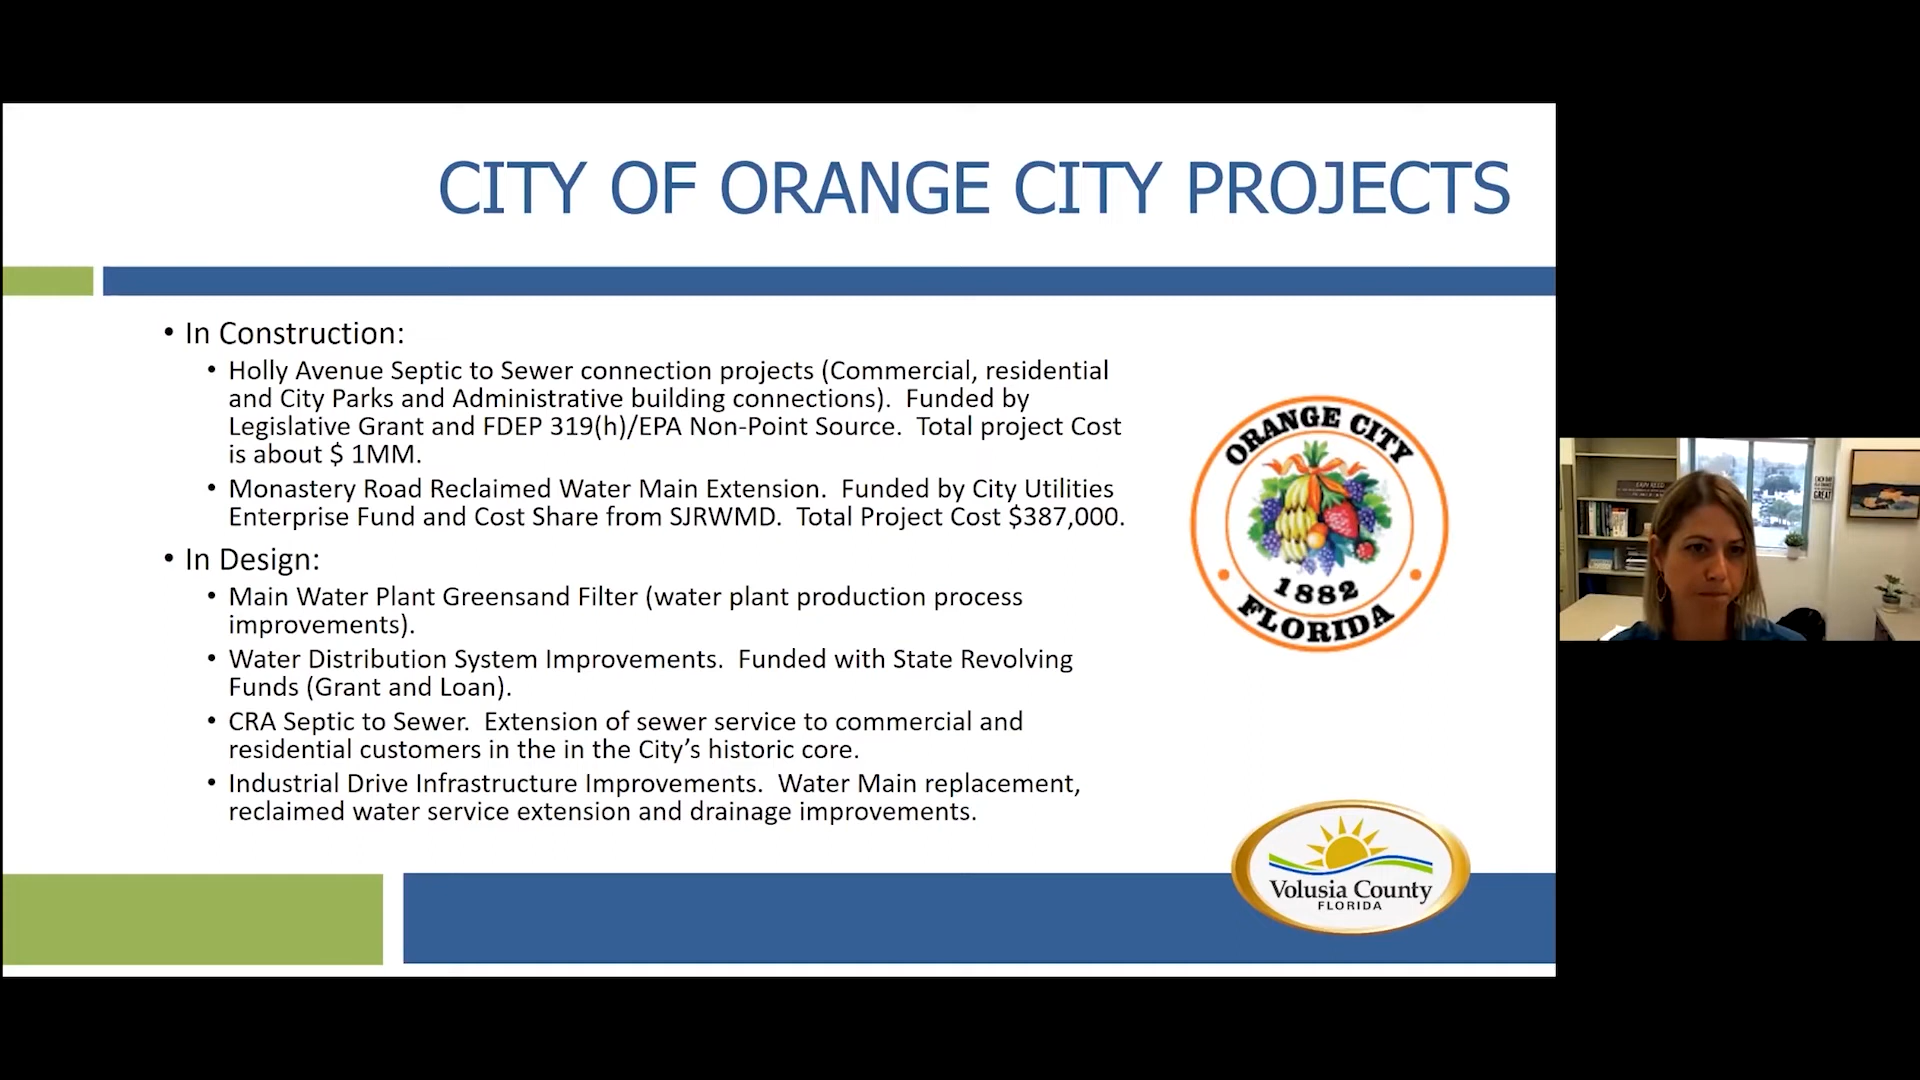 CITY OF ORANGE CITY PROJECTS
• In Construction:
• Holly Avenue Septic to Sewer connection projects (Commercial, residential
and City Parks and Administrative building connections).  Funded by
Legislative Grant and FDEP 319(h)/EPA Non-Point Source.  Total project Cost
is about $ 1MM.
• Monastery Road Reclaimed Water Main Extension.  Funded by City Utilities
Enterprise Fund and Cost Share from SJRWMD.  Total Project Cost $387,000.
• In Design:
• Main Water Plant Greensand Filter (water plant production process
improvements).
• Water Distribution System Improvements.  Funded with State Revolving
Funds (Grant and Loan).
• CRA Septic to Sewer.  Extension of sewer service to commercial and
residential customers in the in the City’s historic core.
• Industrial Drive Infrastructure Improvements.  Water Main replacement,
reclaimed water service extension and drainage improvements.
ORANGE CITY
1882
FLORIDA
Volusia County
FLORIDA
GREAT